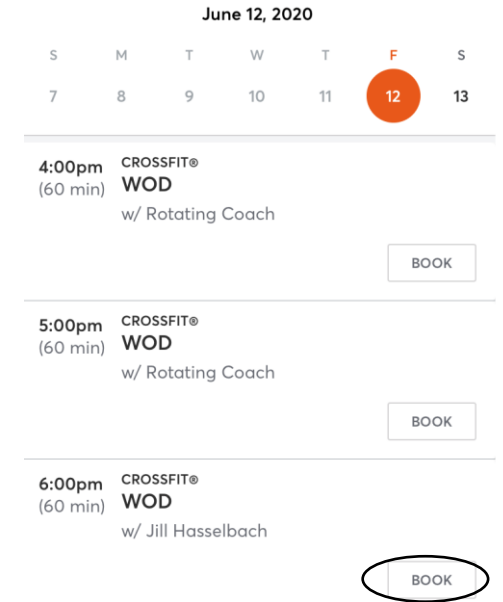 June 12, 2020
S M T W T F S
7 8 9 10 11 12 13
4:00pm CROSSFIT®
(60 min) WOD
w/ Rotating Coach
BOOK
5:00pm CROSSFIT®
(60 min) WOD
w/ Rotating Coach
BOOK
6:00pm CROSSFIT®
(60 min) WOD
w/ Jill Hasselbach
BOOK